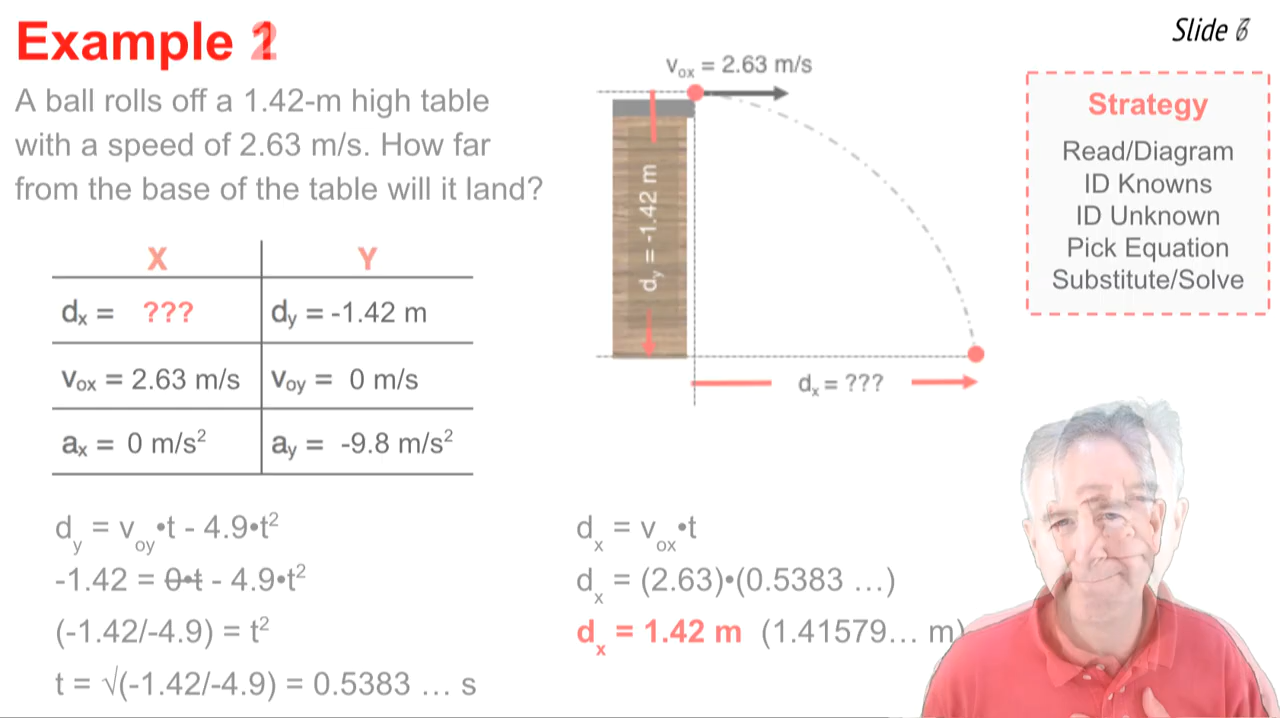 Example
Slide
A ball rolls off a 1.42-m high table
with a speed of 2.63 m/s. How far
from the base of the table will it land?
vox = 2.63 m/s
dy = -1.42 m
dx = ???
Strategy
Read/Diagram
ID Knowns
ID Unknown
Pick Equation
Substitute/Solve
X Y
dx = ??? dy = -1.42 m
vox = 2.63 m/s voy = 0 m/s
ax = 0 m/s² ay = -9.8 m/s²
dy = voy•t - 4.9•t²
-1.42 = 0•t - 4.9•t²
(-1.42/-4.9) = t²
t = √(-1.42/-4.9) = 0.5383 … s
dx = vox•t
dx = (2.63)•(0.5383 …)
dx = 1.42 m (1.41579… m)